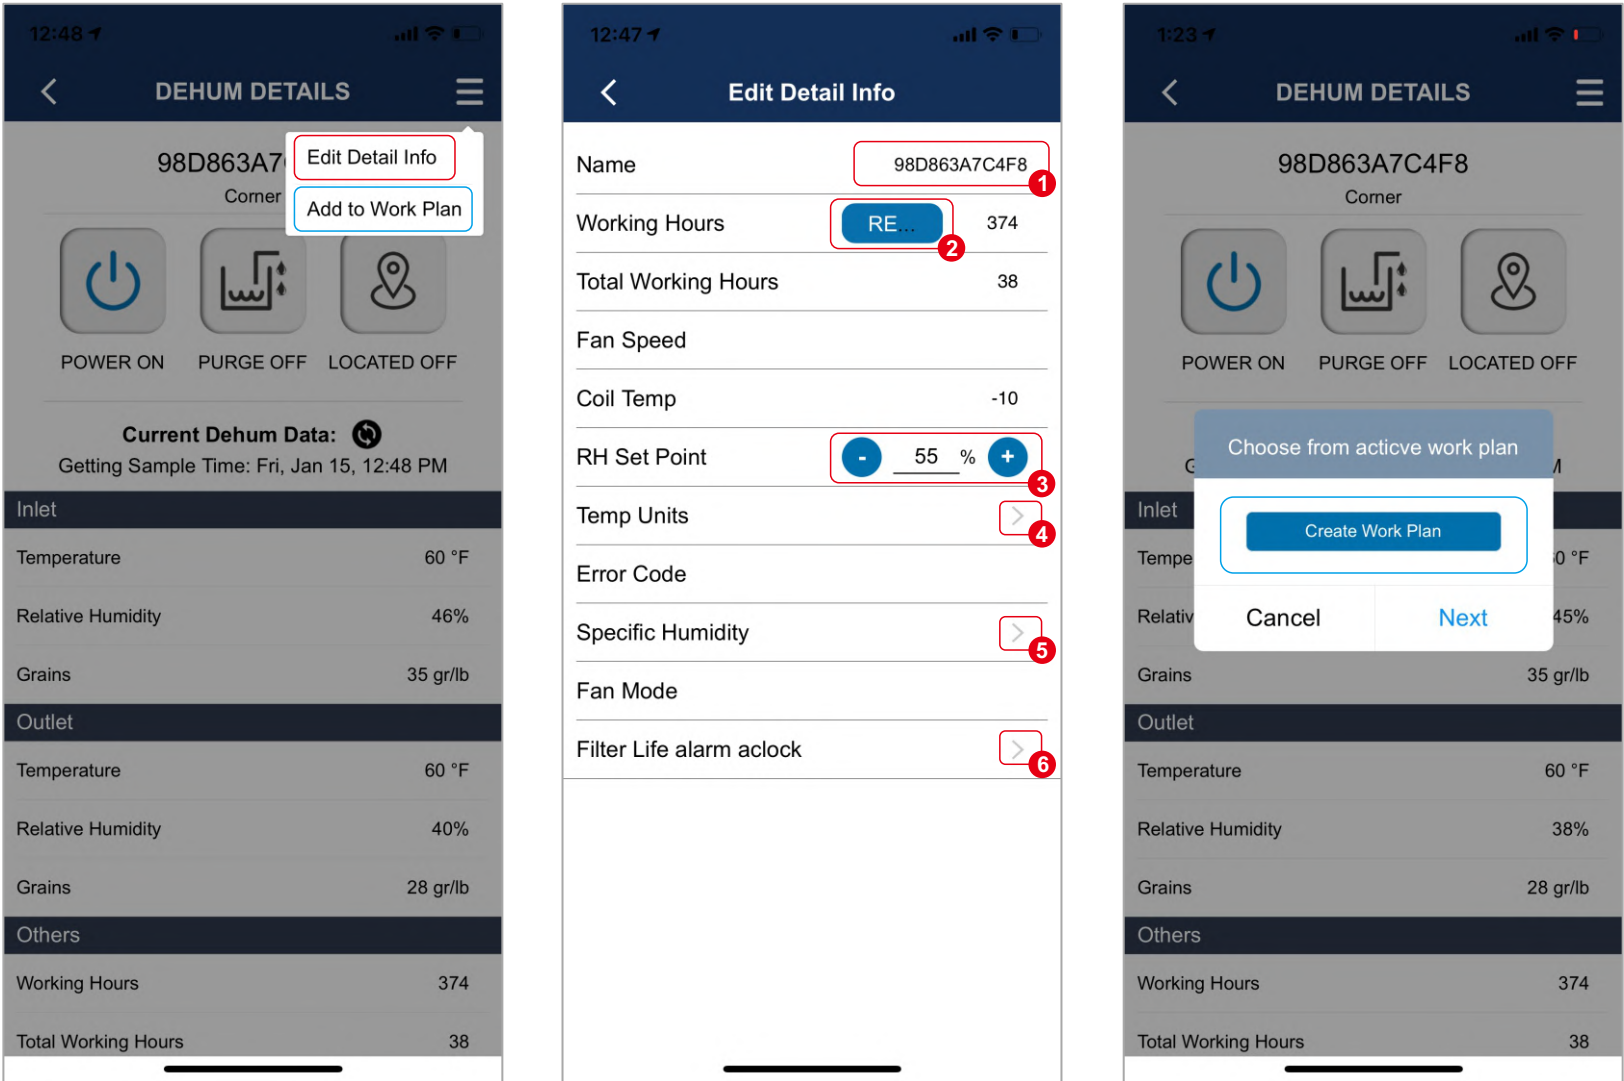 12:48
DEHUM DETAILS
98D863A7
Corner
Edit Detail Info
Add to Work Plan
POWER ON PURGE OFF LOCATED OFF
Current Dehum Data:
Getting Sample Time: Fri, Jan 15, 12:48 PM
Inlet
Temperature 60 °F
Relative Humidity 46%
Grains 35 gr/lb
Outlet
Temperature 60 °F
Relative Humidity 40%
Grains 28 gr/lb
Others
Working Hours 374
Total Working Hours 38
12:47
Edit Detail Info
Name 98D863A7C4F8 1
Working Hours RE... 374 2
Total Working Hours 38
Fan Speed
Coil Temp -10
RH Set Point - 55 % + 3
Temp Units 4
Error Code
Specific Humidity 5
Fan Mode
Filter Life alarm aclock 6
1:23
DEHUM DETAILS
98D863A7C4F8
Corner
POWER ON PURGE OFF LOCATED OFF
Choose from acticve work plan
G M
Create Work Plan
Cancel Next
Inlet
Tempe 0 °F
Relativ 45%
Grains 35 gr/lb
Outlet
Temperature 60 °F
Relative Humidity 38%
Grains 28 gr/lb
Others
Working Hours 374
Total Working Hours 38